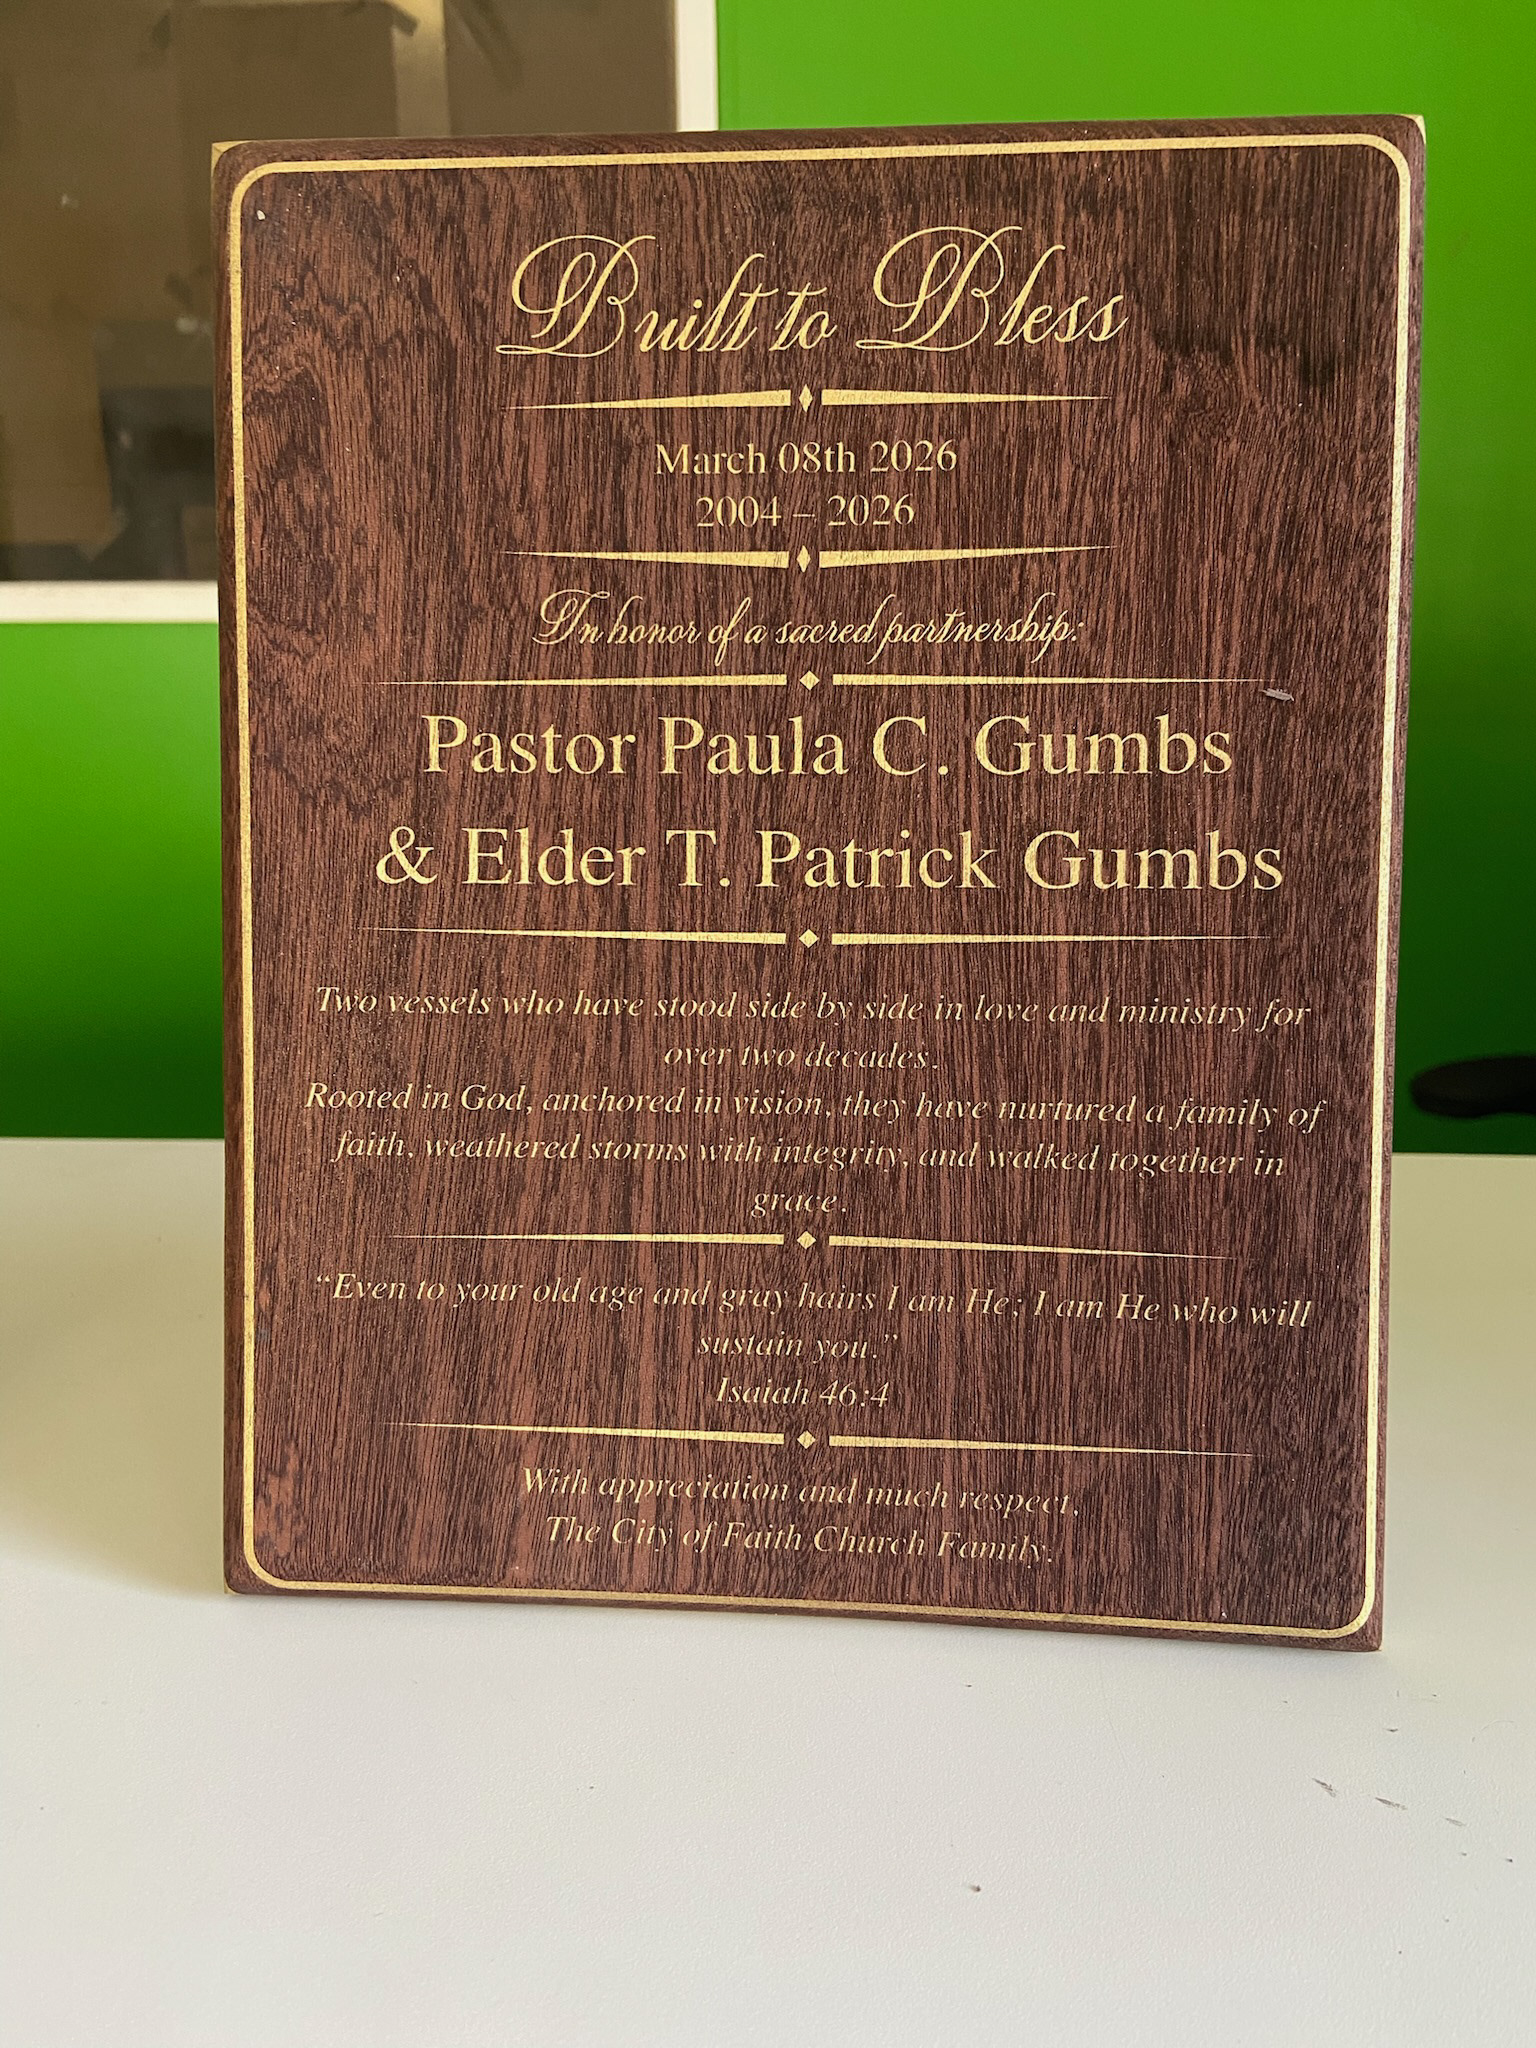 Built to Bless
March 08th 2026
2004 – 2026
In honor of a sacred partnership:
Pastor Paula C. Gumbs
& Elder T. Patrick Gumbs
Two vessels who have stood side by side in love and ministry for
over two decades.
Rooted in God, anchored in vision, they have nurtured a family of
faith, weathered storms with integrity, and walked together in
grace.
“Even to your old age and gray hairs I am He; I am He who will
sustain you.”
Isaiah 46:4
With appreciation and much respect,
The City of Faith Church Family.